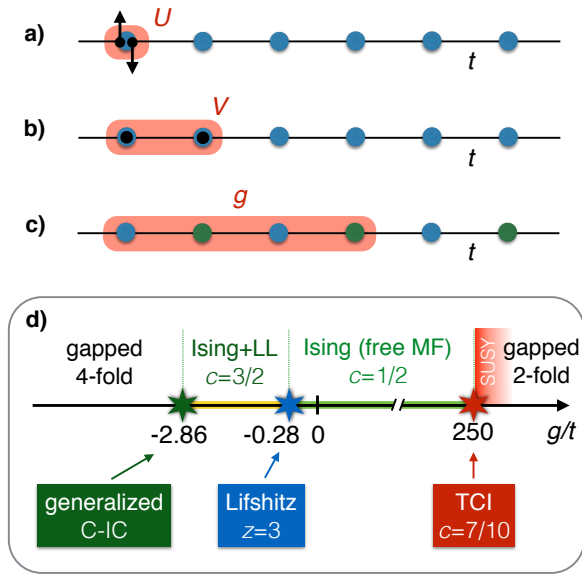 a)
U
t
b)
V
t
c)
g
t
d)
gapped
4-fold
Ising+LL
c=3/2
Ising (free MF)
c=1/2
SUSY
gapped
2-fold
-2.86
-0.28
0
250
g/t
generalized
C-IC
Lifshitz
z=3
TCI
c=7/10